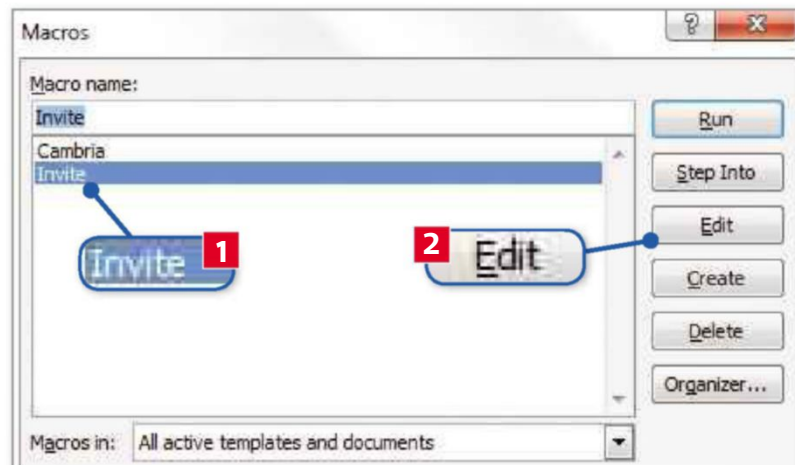 Macros
Macro name:
Invite
Run
Cambria
Invite
Step Into
Edit
Invite 1
2 Edit
Create
Delete
Organizer...
Macros in: All active templates and documents